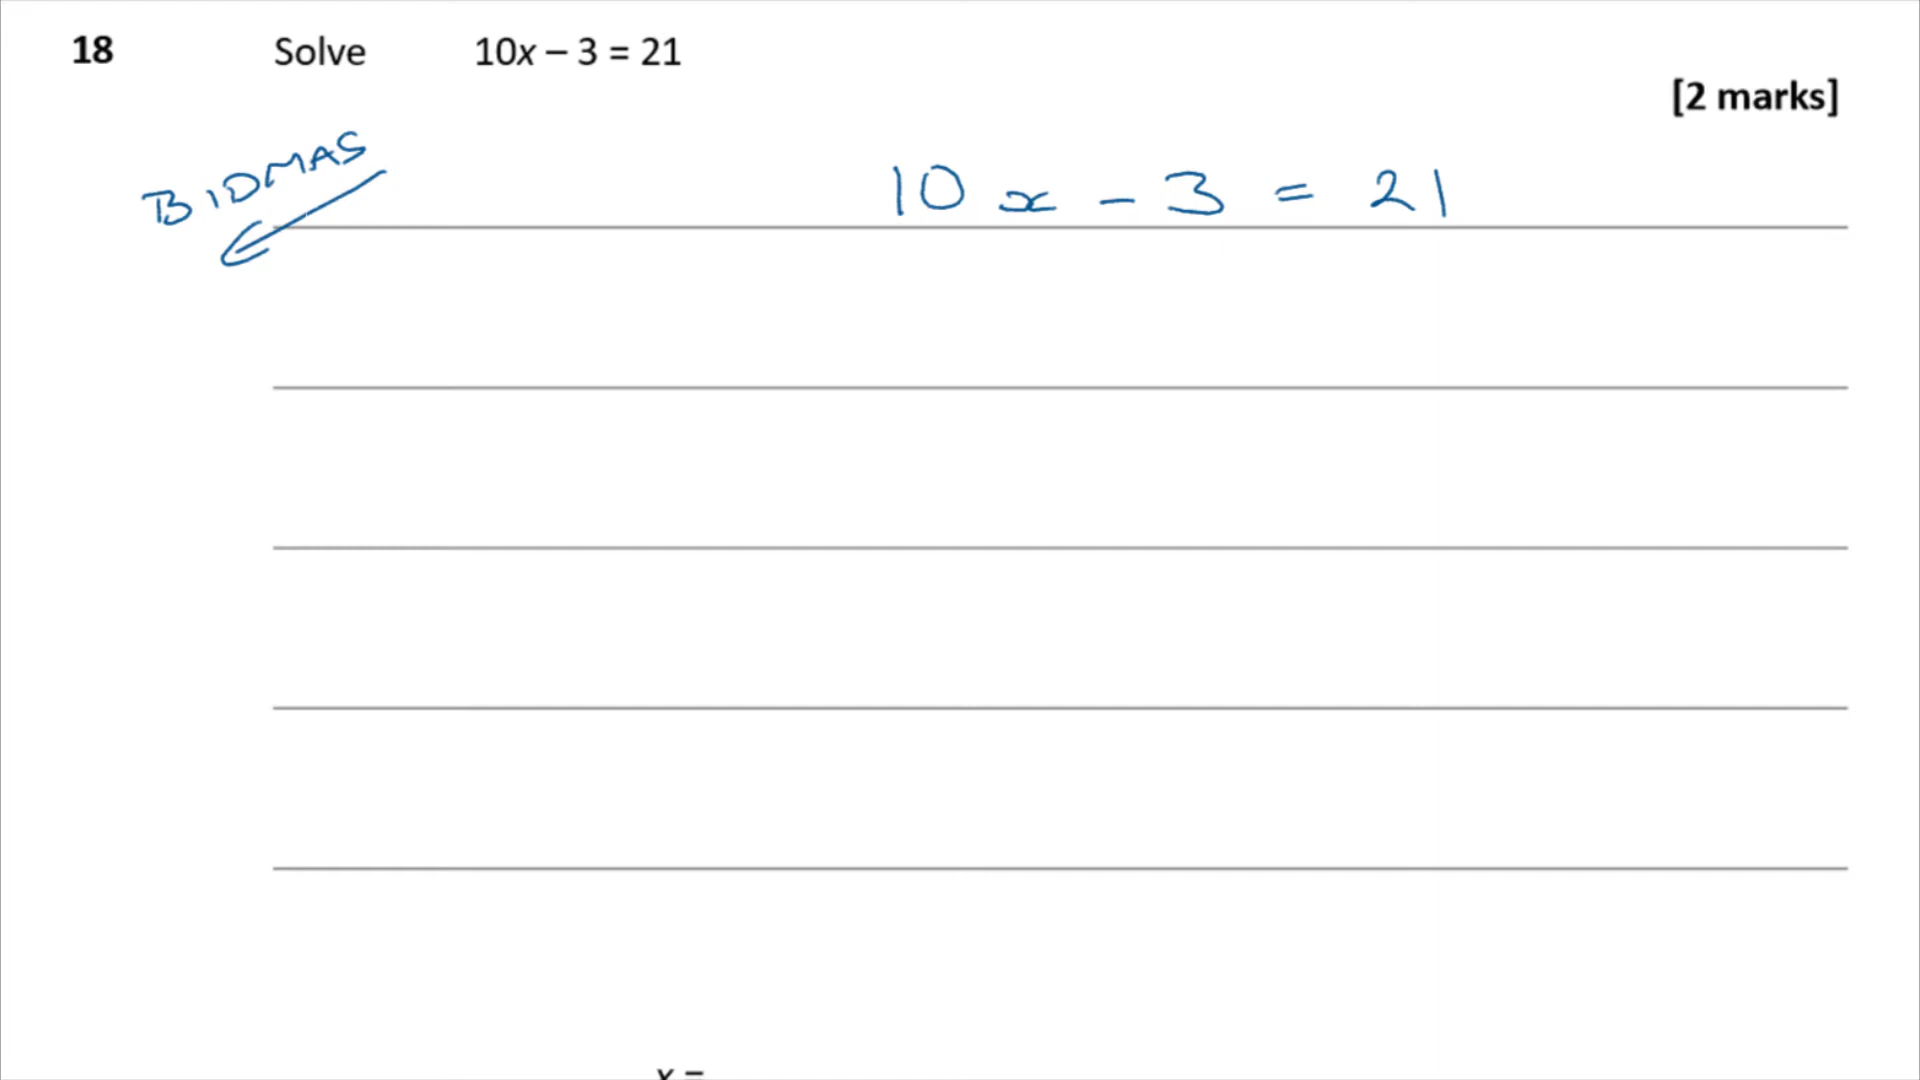 18 Solve 10x – 3 = 21
[2 marks]
BIDMAS
10x - 3 = 21
x =